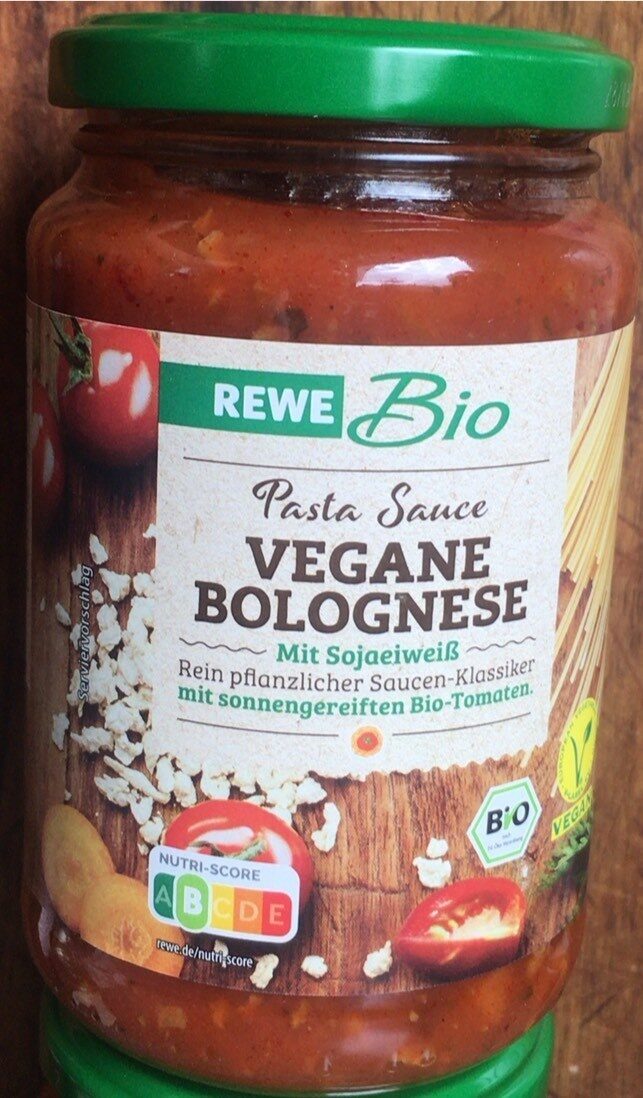 REWE Bio
Pasta Sauce
VEGANE
BOLOGNESE
Mit Sojaeiweiß
Rein pflanzlicher Saucen-Klassiker
mit sonnengereiften Bio-Tomaten.
Serviervorschlag
NUTRI-SCORE
A B C D E
rewe.de/nutri-score
BiO
VEGAN